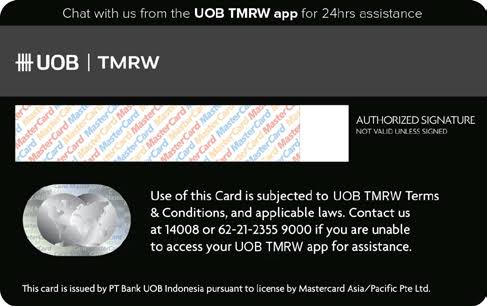 Chat with us from the UOB TMRW app for 24hrs assistance
UOB | TMRW
MasterCard MasterCard MasterCard MasterCard
AUTHORIZED SIGNATURE
NOT VALID UNLESS SIGNED
Use of this Card is subjected to UOB TMRW Terms
& Conditions, and applicable laws. Contact us
at 14008 or 62-21-2355 9000 if you are unable
to access your UOB TMRW app for assistance.
This card is issued by PT Bank UOB Indonesia pursuant to license by Mastercard Asia/Pacific Pte Ltd.